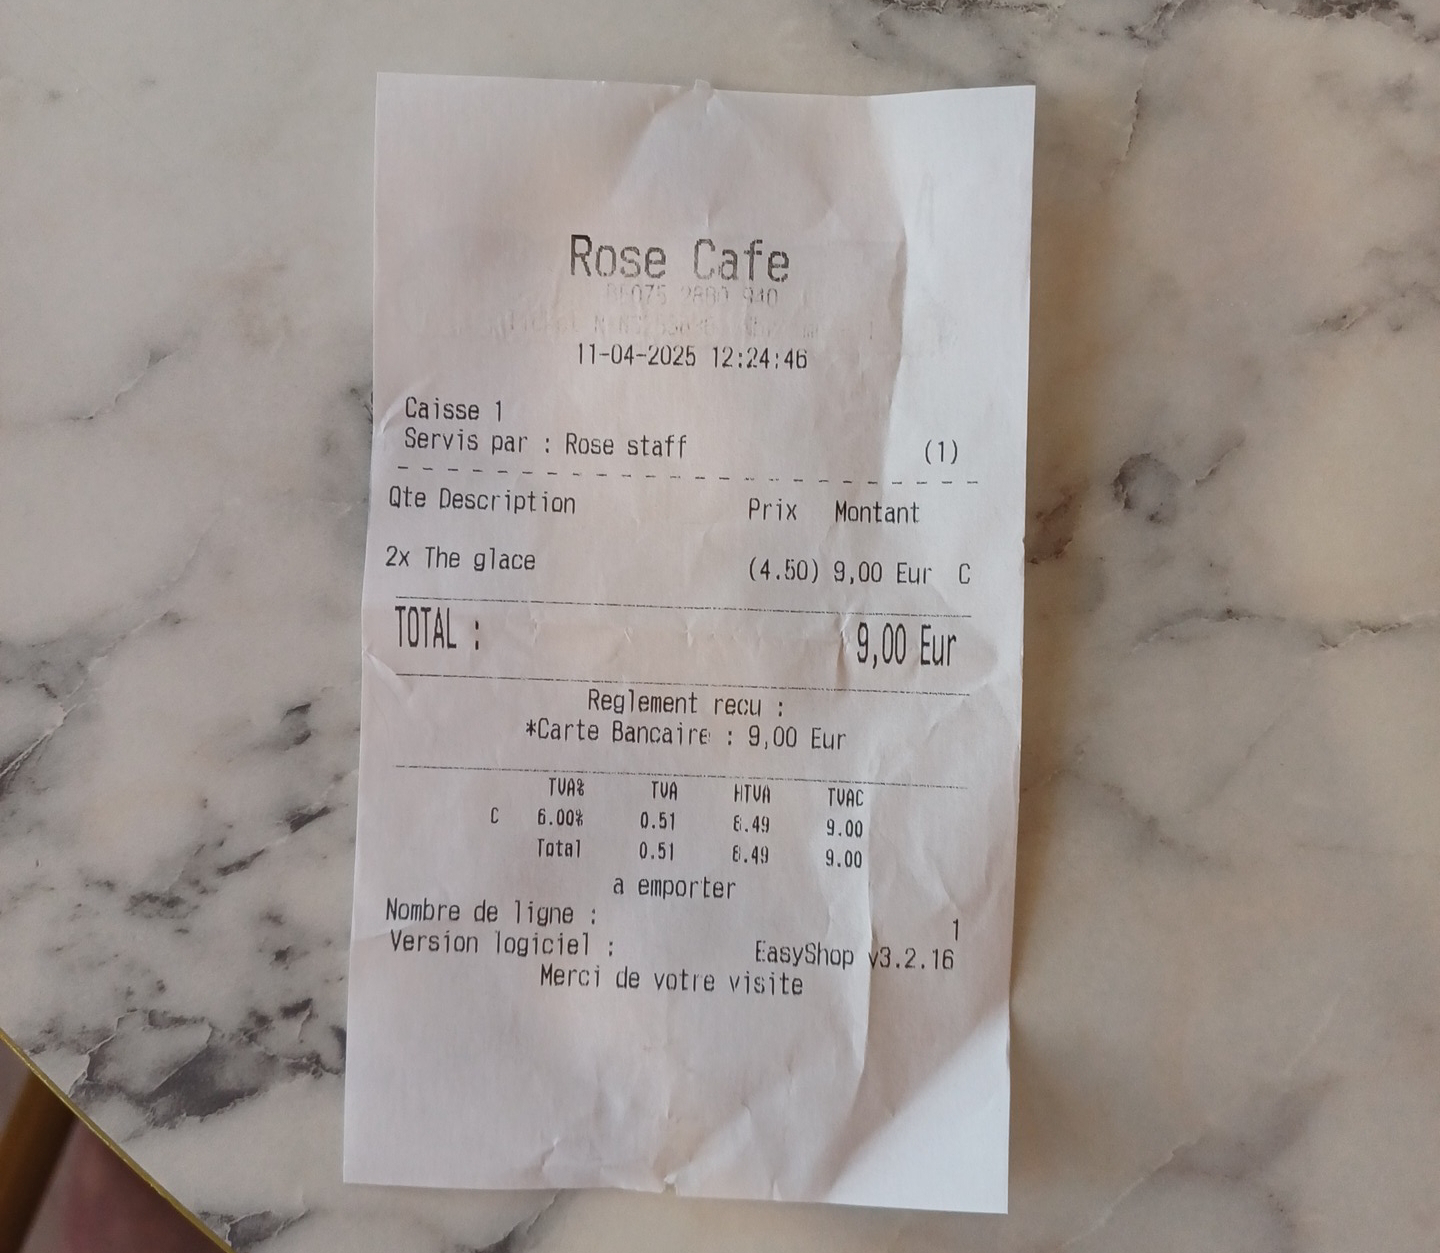 Rose Cafe
11-04-2025 12:24:46
Caisse 1
Servis par : Rose staff (1)
Qte Description Prix Montant
2x The glace (4.50) 9,00 Eur C
TOTAL : 9,00 Eur
Reglement recu :
*Carte Bancaire : 9,00 Eur
TVA% TVA HTVA TVAC
C 6.00% 0.51 8.49 9.00
Total 0.51 8.49 9.00
a emporter
Nombre de ligne : 1
Version logiciel : EasyShop v3.2.16
Merci de votre visite